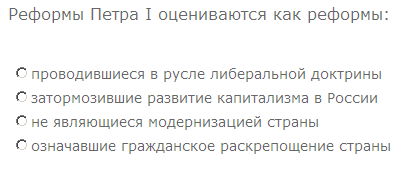 Реформы Петра I оцениваются как реформы:
проводившиеся в русле либеральной доктрины
затормозившие развитие капитализма в России
не являющиеся модернизацией страны
означавшие гражданское раскрепощение страны